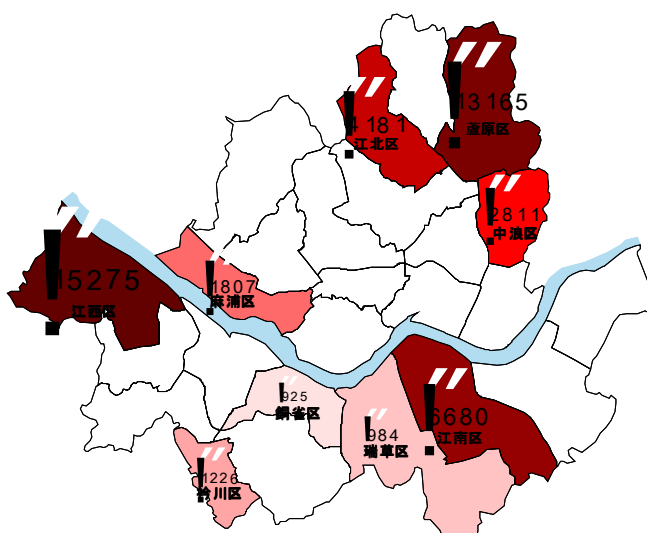 13165
蘆原区
4181
江北区
2811
中浪区
15275
江西区
1807
麻浦区
925
銅雀区
984
瑞草区
6680
江南区
1226
衿川区